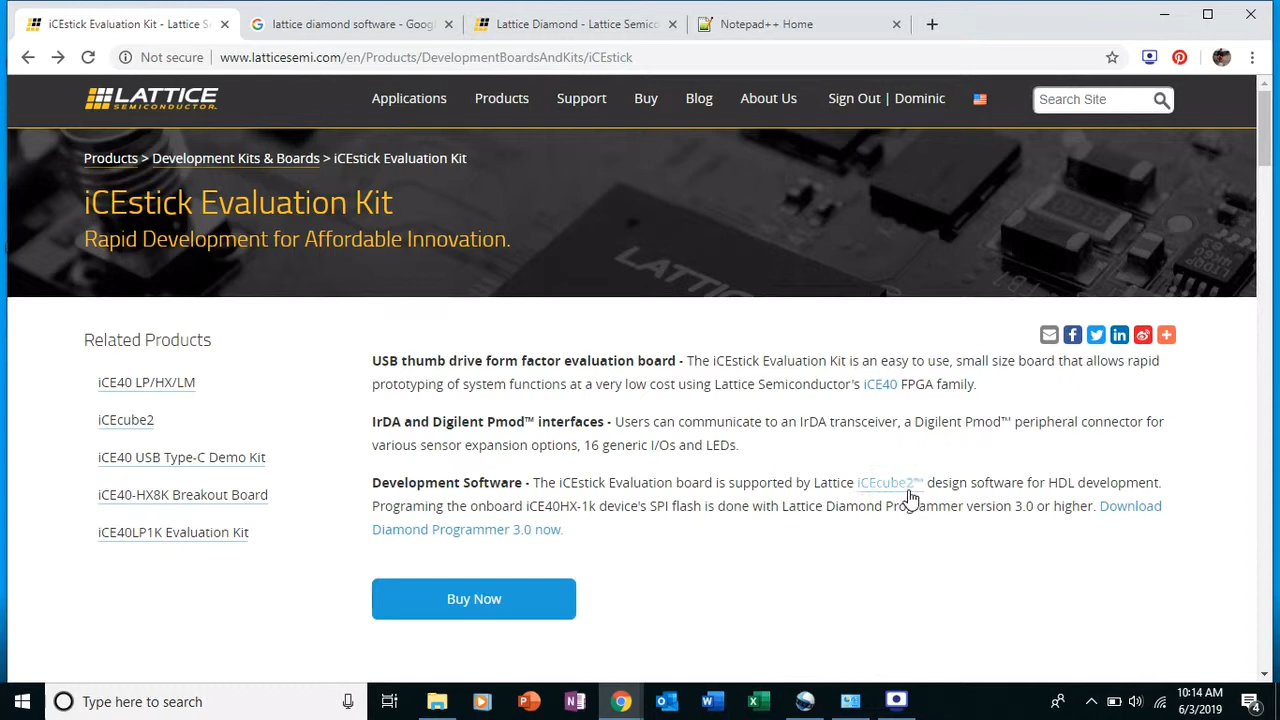 iCEstick Evaluation Kit - Lattice S
lattice diamond software - Goog
Lattice Diamond - Lattice Semico
Notepad++ Home
Not secure
www.latticesemi.com/en/Products/DevelopmentBoardsAndKits/iCEstick
LATTICE
SEMICONDUCTOR.
Applications
Products
Support
Buy
Blog
About Us
Sign Out | Dominic
Search Site
Products > Development Kits & Boards > iCEstick Evaluation Kit
iCEstick Evaluation Kit
Rapid Development for Affordable Innovation.
LATTICE
Related Products
iCE40 LP/HX/LM
iCEcube2
iCE40 USB Type-C Demo Kit
iCE40-HX8K Breakout Board
iCE40LP1K Evaluation Kit
USB thumb drive form factor evaluation board - The iCEstick Evaluation Kit is an easy to use, small size board that allows rapid
prototyping of system functions at a very low cost using Lattice Semiconductor's iCE40 FPGA family.
IrDA and Digilent Pmod™ interfaces - Users can communicate to an IrDA transceiver, a Digilent Pmod™ peripheral connector for
various sensor expansion options, 16 generic I/Os and LEDs.
Development Software - The iCEstick Evaluation board is supported by Lattice iCEcube2™ design software for HDL development.
Programing the onboard iCE40HX-1k device's SPI flash is done with Lattice Diamond Programmer version 3.0 or higher. Download
Diamond Programmer 3.0 now.
Buy Now
Type here to search
10:14 AM
6/3/2019
4